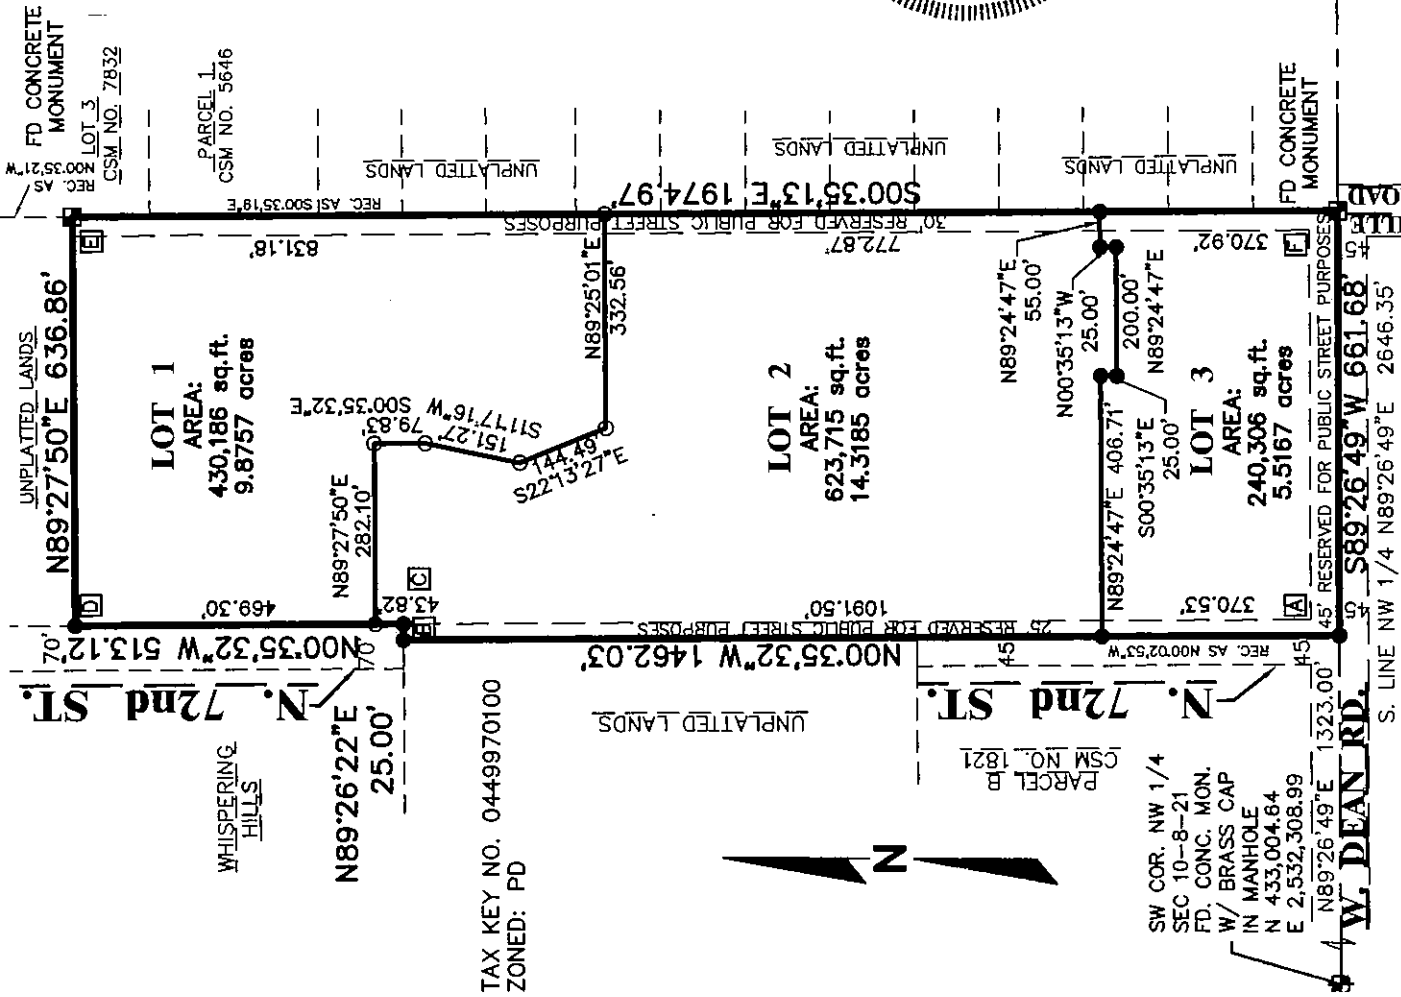 FD CONCRETE
MONUMENT
REC. AS
N00°35'21"W
LOT 3
CSM NO. 7832
PARCEL 1
CSM NO. 5646
UNPLATTED LANDS
N89°27'50"E 636.86'
D
E
REC. AS S00°35'19"E
UNPLATTED LANDS
831.18'
LOT 1
AREA:
430,186 sq.ft.
9.8757 acres
469.30'
N00°35'32"W 513.12'
70'
70'
N. 72nd ST.
WHISPERING
HILLS
N89°26'22"E
25.00'
N89°27'50"E
282.10'
43.82'
B
C
S00°35'32"E
79.83'
S11°17'16"W
151.27'
144.49'
S22°13'27"E
N89°25'01"E
332.56'
S00°35'13"E 1974.97'
30' RESERVED FOR PUBLIC STREET PURPOSES
UNPLATTED LANDS
UNPLATTED LANDS
772.87'
LOT 2
AREA:
623,715 sq.ft.
14.3185 acres
1091.50'
25' RESERVED FOR PUBLIC STREET PURPOSES
N00°35'32"W 1462.03'
UNPLATTED LANDS
TAX KEY NO. 0449970100
ZONED: PD
N
N89°24'47"E
55.00'
N00°35'13"W
25.00'
200.00'
N89°24'47"E
N89°24'47"E 406.71'
S00°35'13"E
25.00'
370.92'
F
FD CONCRETE
MONUMENT
LOT 3
AREA:
240,306 sq.ft.
5.5167 acres
370.53'
A
REC. AS N00°02'53"W
45'
45'
N. 72nd ST.
PARCEL B
CSM NO. 1821
45' RESERVED FOR PUBLIC STREET PURPOSES
S89°26'49"W 661.68'
45'
45'
S. LINE NW 1/4 N89°26'49"E 2646.35'
SW COR. NW 1/4
SEC 10-8-21
FD. CONC. MON.
W/ BRASS CAP
IN MANHOLE
N 433,004.64
E 2,532,308.99
N89°26'49"E 1323.00'
W. DEAN RD.